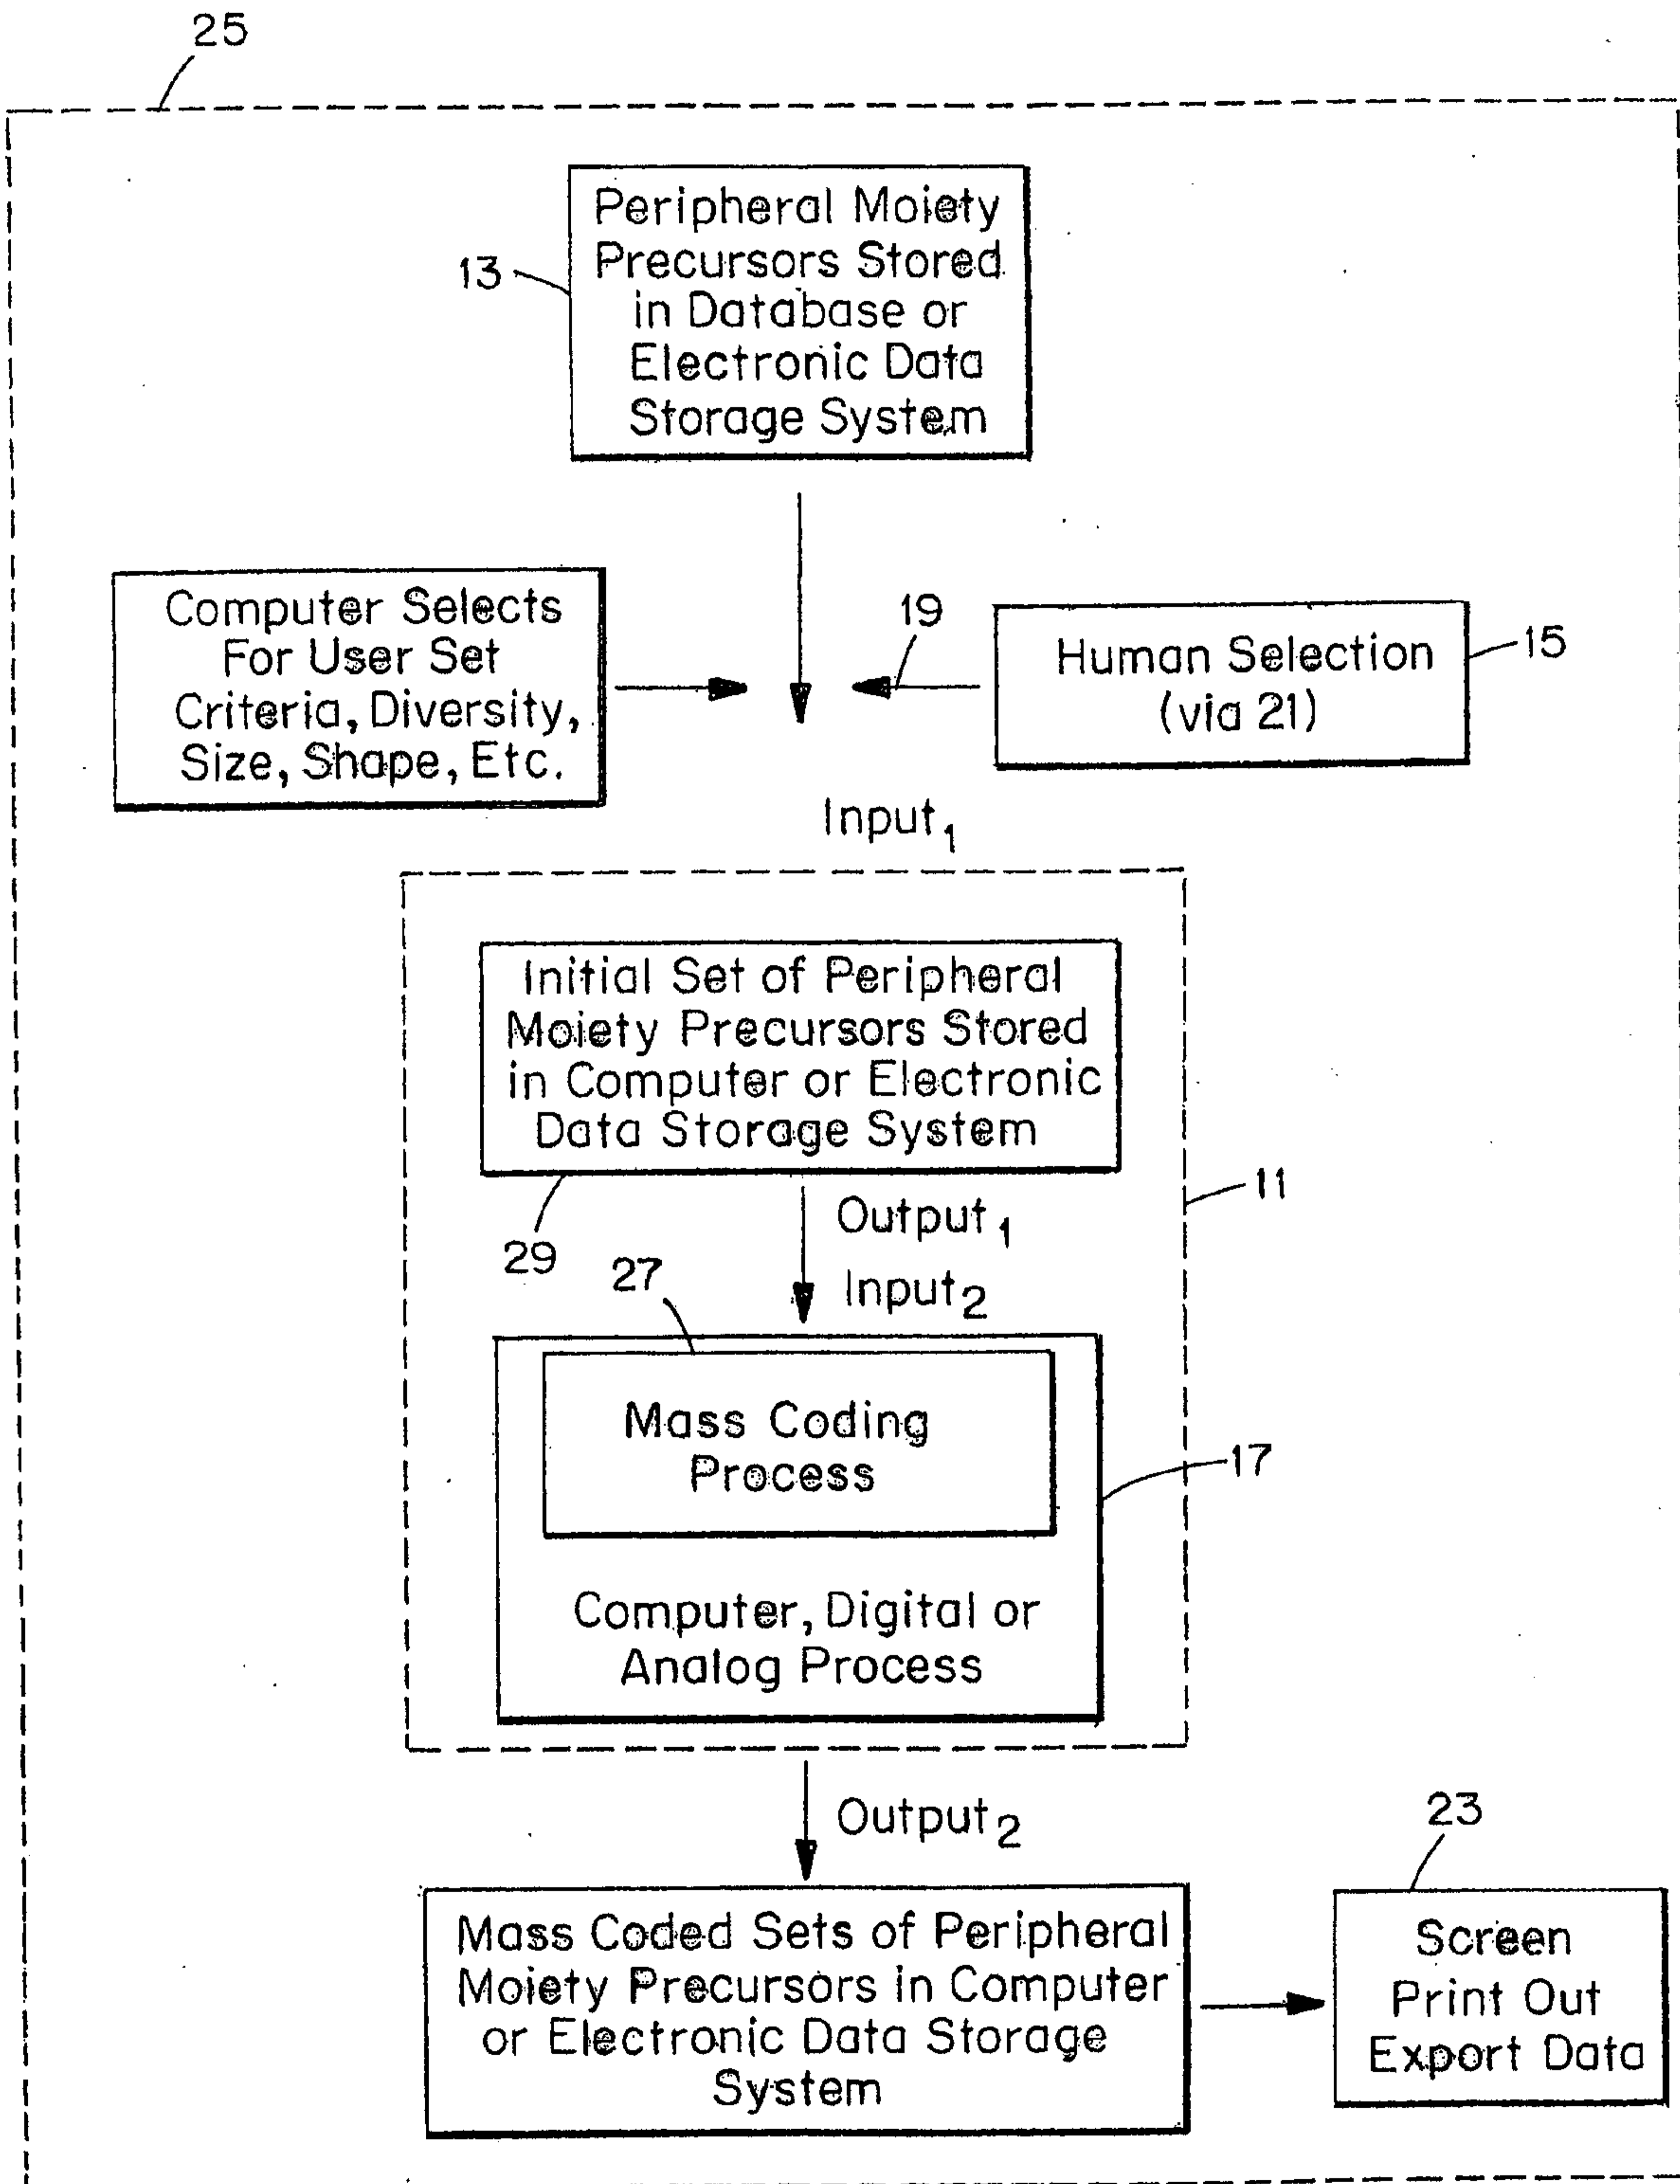 25
Peripheral Moiety
Precursors Stored
in Database or
Electronic Data
Storage System
13
Computer Selects
For User Set
Criteria, Diversity,
Size, Shape, Etc.
19
Human Selection
(via 21)
15
Input1
Initial Set of Peripheral
Moiety Precursors Stored
in Computer or Electronic
Data Storage System
11
29
Output1
27
Input2
Mass Coding
Process
17
Computer, Digital or
Analog Process
Output2
23
Mass Coded Sets of Peripheral
Moiety Precursors in Computer
or Electronic Data Storage
System
Screen
Print Out
Export Data